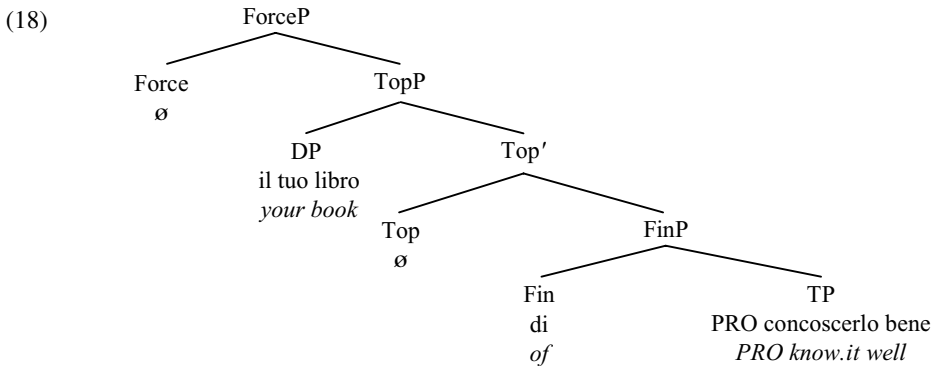 (18) ForceP
Force TopP
ø
DP Top′
il tuo libro
your book
Top FinP
ø
Fin TP
di PRO concoscerlo bene
of PRO know.it well